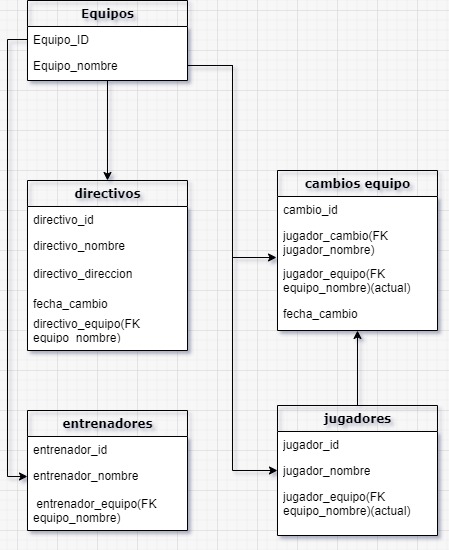 Equipos
Equipo_ID
Equipo_nombre
directivos
directivo_id
directivo_nombre
directivo_direccion
fecha_cambio
directivo_equipo(FK
equipo_nombre)
cambios equipo
cambio_id
jugador_cambio(FK
jugador_nombre)
jugador_equipo(FK
equipo_nombre)(actual)
fecha_cambio
entrenadores
entrenador_id
entrenador_nombre
entrenador_equipo(FK
equipo_nombre)
jugadores
jugador_id
jugador_nombre
jugador_equipo(FK
equipo_nombre)(actual)